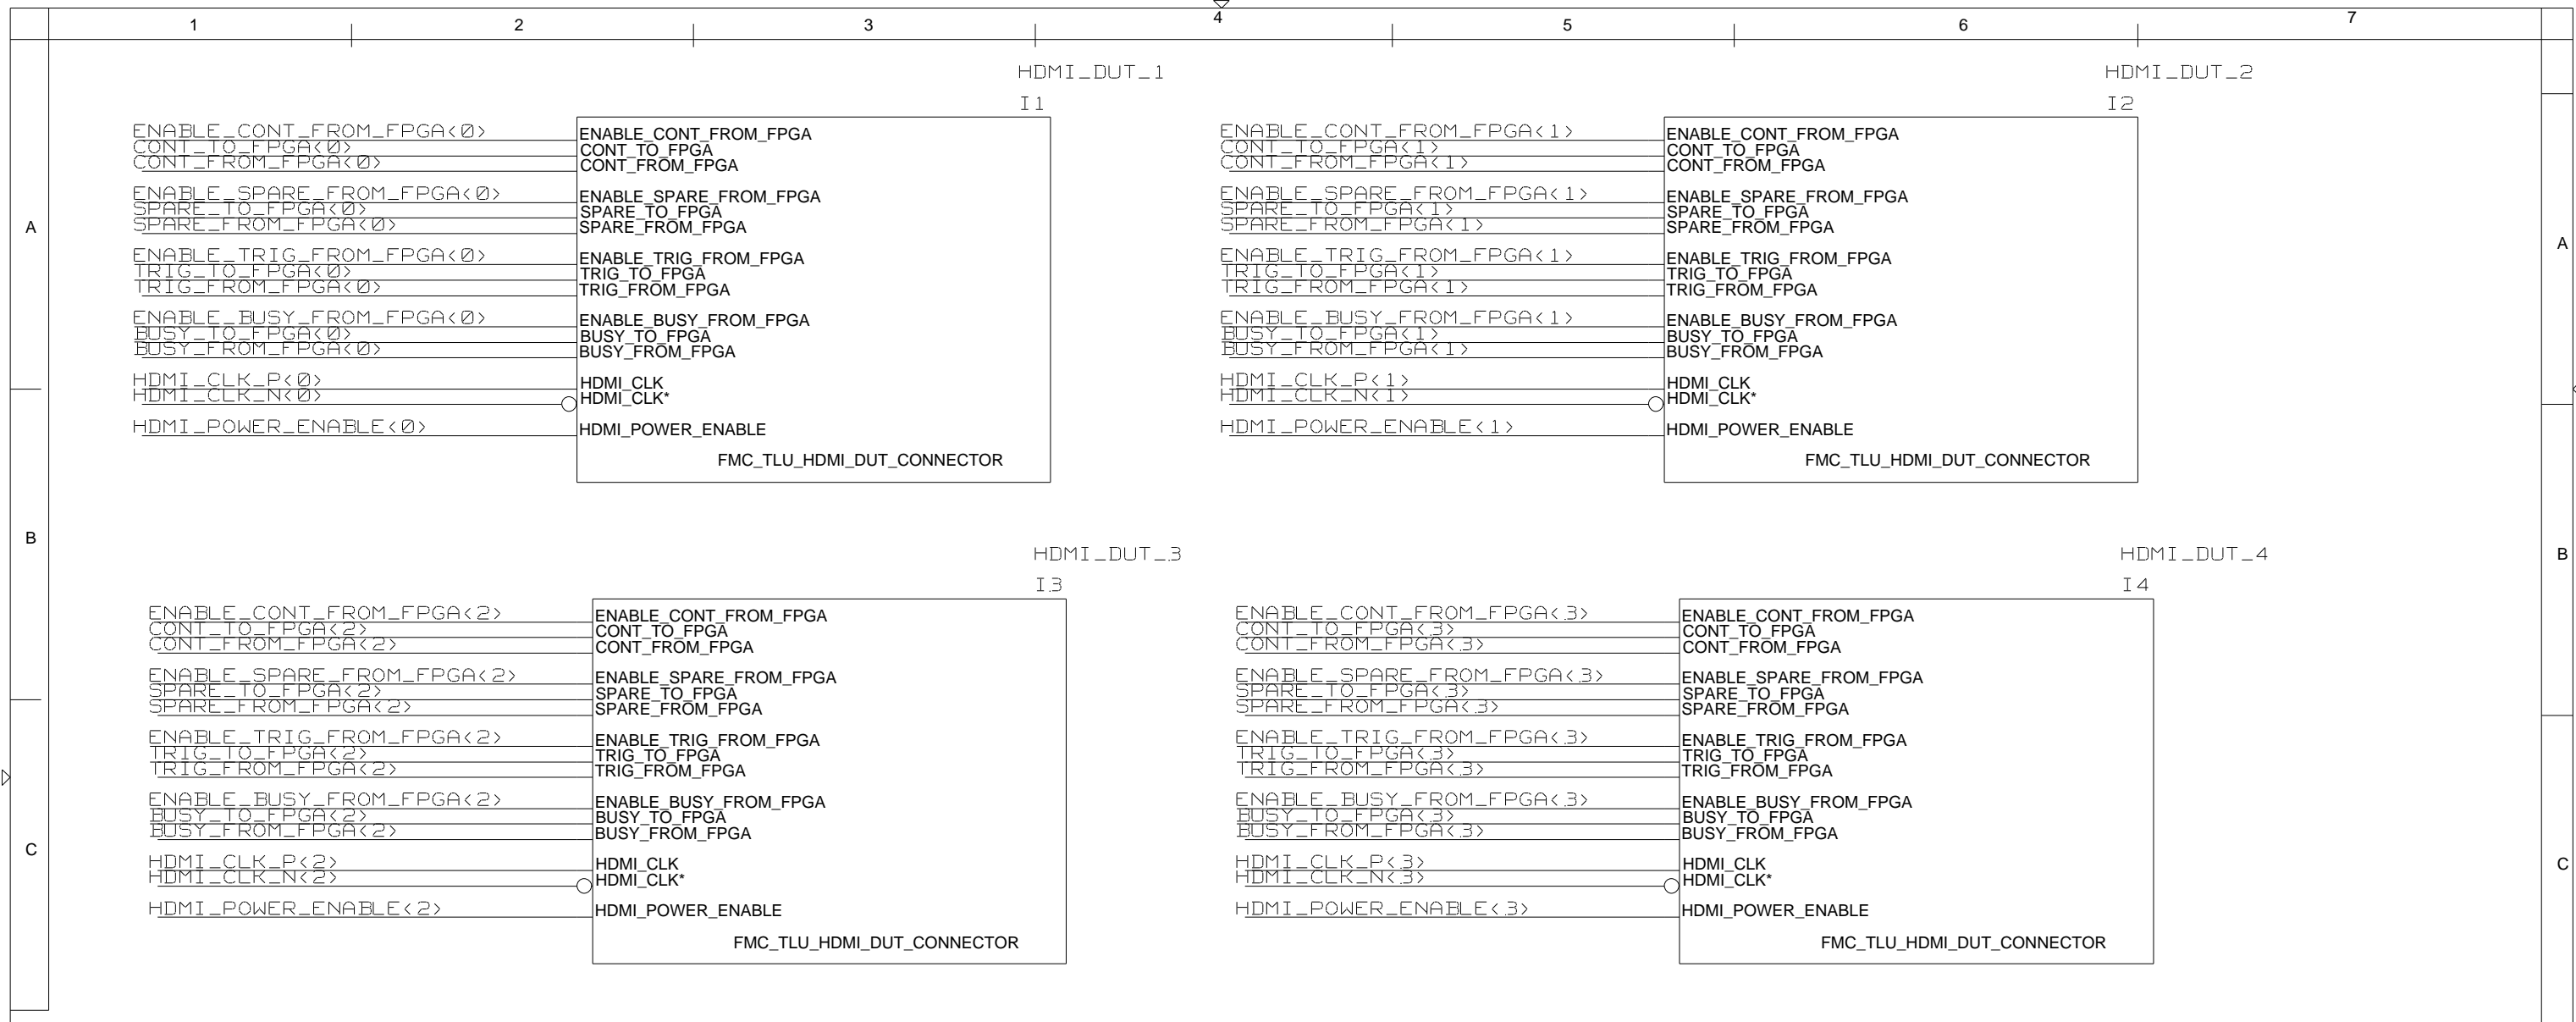 1 2 3 4 5 6 7
HDMI_DUT_1
I1
ENABLE_CONT_FROM_FPGA<0> ENABLE_CONT_FROM_FPGA
CONT_TO_FPGA<0> CONT_TO_FPGA
CONT_FROM_FPGA<0> CONT_FROM_FPGA
ENABLE_SPARE_FROM_FPGA<0> ENABLE_SPARE_FROM_FPGA
SPARE_TO_FPGA<0> SPARE_TO_FPGA
SPARE_FROM_FPGA<0> SPARE_FROM_FPGA
ENABLE_TRIG_FROM_FPGA<0> ENABLE_TRIG_FROM_FPGA
TRIG_TO_FPGA<0> TRIG_TO_FPGA
TRIG_FROM_FPGA<0> TRIG_FROM_FPGA
ENABLE_BUSY_FROM_FPGA<0> ENABLE_BUSY_FROM_FPGA
BUSY_TO_FPGA<0> BUSY_TO_FPGA
BUSY_FROM_FPGA<0> BUSY_FROM_FPGA
HDMI_CLK_P<0> HDMI_CLK
HDMI_CLK_N<0> HDMI_CLK*
HDMI_POWER_ENABLE<0> HDMI_POWER_ENABLE
FMC_TLU_HDMI_DUT_CONNECTOR
HDMI_DUT_2
I2
ENABLE_CONT_FROM_FPGA<1> ENABLE_CONT_FROM_FPGA
CONT_TO_FPGA<1> CONT_TO_FPGA
CONT_FROM_FPGA<1> CONT_FROM_FPGA
ENABLE_SPARE_FROM_FPGA<1> ENABLE_SPARE_FROM_FPGA
SPARE_TO_FPGA<1> SPARE_TO_FPGA
SPARE_FROM_FPGA<1> SPARE_FROM_FPGA
ENABLE_TRIG_FROM_FPGA<1> ENABLE_TRIG_FROM_FPGA
TRIG_TO_FPGA<1> TRIG_TO_FPGA
TRIG_FROM_FPGA<1> TRIG_FROM_FPGA
ENABLE_BUSY_FROM_FPGA<1> ENABLE_BUSY_FROM_FPGA
BUSY_TO_FPGA<1> BUSY_TO_FPGA
BUSY_FROM_FPGA<1> BUSY_FROM_FPGA
HDMI_CLK_P<1> HDMI_CLK
HDMI_CLK_N<1> HDMI_CLK*
HDMI_POWER_ENABLE<1> HDMI_POWER_ENABLE
FMC_TLU_HDMI_DUT_CONNECTOR
A A
B B
HDMI_DUT_3
I3
ENABLE_CONT_FROM_FPGA<2> ENABLE_CONT_FROM_FPGA
CONT_TO_FPGA<2> CONT_TO_FPGA
CONT_FROM_FPGA<2> CONT_FROM_FPGA
ENABLE_SPARE_FROM_FPGA<2> ENABLE_SPARE_FROM_FPGA
SPARE_TO_FPGA<2> SPARE_TO_FPGA
SPARE_FROM_FPGA<2> SPARE_FROM_FPGA
ENABLE_TRIG_FROM_FPGA<2> ENABLE_TRIG_FROM_FPGA
TRIG_TO_FPGA<2> TRIG_TO_FPGA
TRIG_FROM_FPGA<2> TRIG_FROM_FPGA
ENABLE_BUSY_FROM_FPGA<2> ENABLE_BUSY_FROM_FPGA
BUSY_TO_FPGA<2> BUSY_TO_FPGA
BUSY_FROM_FPGA<2> BUSY_FROM_FPGA
HDMI_CLK_P<2> HDMI_CLK
HDMI_CLK_N<2> HDMI_CLK*
HDMI_POWER_ENABLE<2> HDMI_POWER_ENABLE
FMC_TLU_HDMI_DUT_CONNECTOR
HDMI_DUT_4
I4
ENABLE_CONT_FROM_FPGA<3> ENABLE_CONT_FROM_FPGA
CONT_TO_FPGA<3> CONT_TO_FPGA
CONT_FROM_FPGA<3> CONT_FROM_FPGA
ENABLE_SPARE_FROM_FPGA<3> ENABLE_SPARE_FROM_FPGA
SPARE_TO_FPGA<3> SPARE_TO_FPGA
SPARE_FROM_FPGA<3> SPARE_FROM_FPGA
ENABLE_TRIG_FROM_FPGA<3> ENABLE_TRIG_FROM_FPGA
TRIG_TO_FPGA<3> TRIG_TO_FPGA
TRIG_FROM_FPGA<3> TRIG_FROM_FPGA
ENABLE_BUSY_FROM_FPGA<3> ENABLE_BUSY_FROM_FPGA
BUSY_TO_FPGA<3> BUSY_TO_FPGA
BUSY_FROM_FPGA<3> BUSY_FROM_FPGA
HDMI_CLK_P<3> HDMI_CLK
HDMI_CLK_N<3> HDMI_CLK*
HDMI_POWER_ENABLE<3> HDMI_POWER_ENABLE
FMC_TLU_HDMI_DUT_CONNECTOR
C C